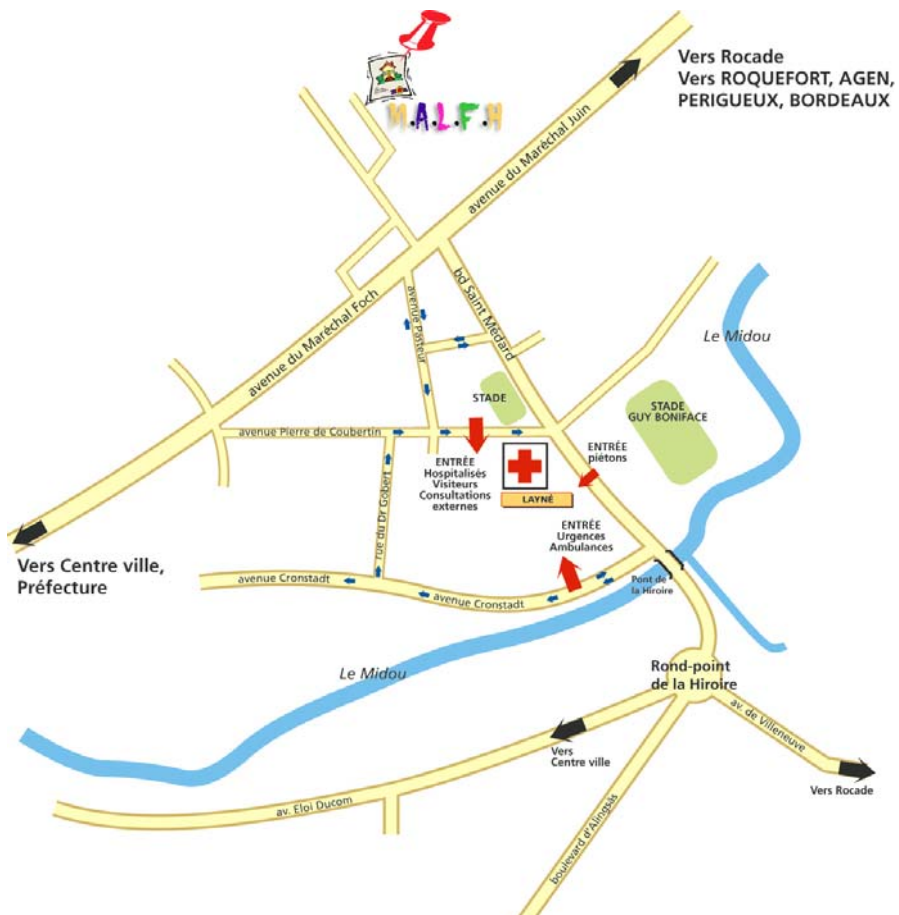 M.A.L.F.H
Vers Rocade
Vers ROQUEFORT, AGEN,
PERIGUEUX, BORDEAUX
avenue du Maréchal Juin
bd Saint Médard
avenue du Maréchal Foch
avenue Pasteur
Le Midou
STADE
STADE
GUY BONIFACE
avenue Pierre de Coubertin
ENTRÉE
Hospitalisés
Visiteurs
Consultations
externes
ENTRÉE
piétons
LAYNÉ
rue du Dr Gobert
ENTRÉE
Urgences
Ambulances
Vers Centre ville,
Préfecture
avenue Cronstadt
avenue Cronstadt
Pont de
la Hiroire
Le Midou
Rond-point
de la Hiroire
av. de Villeneuve
Vers
Centre ville
Vers Rocade
av. Eloi Ducom
boulevard d'Alingsås